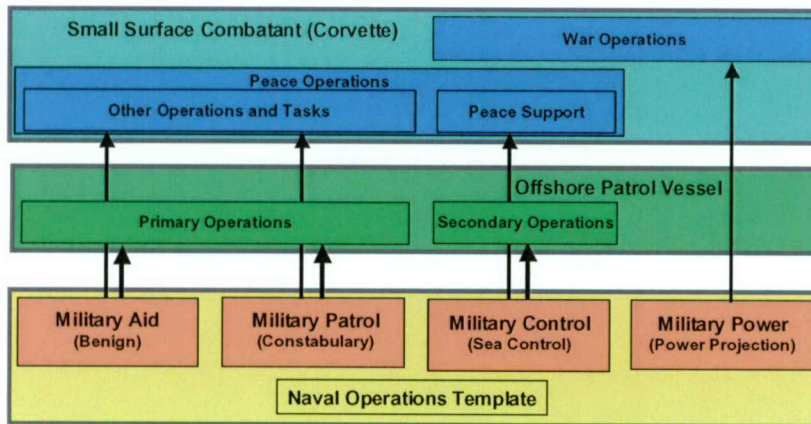 Small Surface Combatant (Corvette)
War Operations
Peace Operations
Other Operations and Tasks
Peace Support
Offshore Patrol Vessel
Primary Operations
Secondary Operations
Military Aid
(Benign)
Military Patrol
(Constabulary)
Military Control
(Sea Control)
Military Power
(Power Projection)
Naval Operations Template